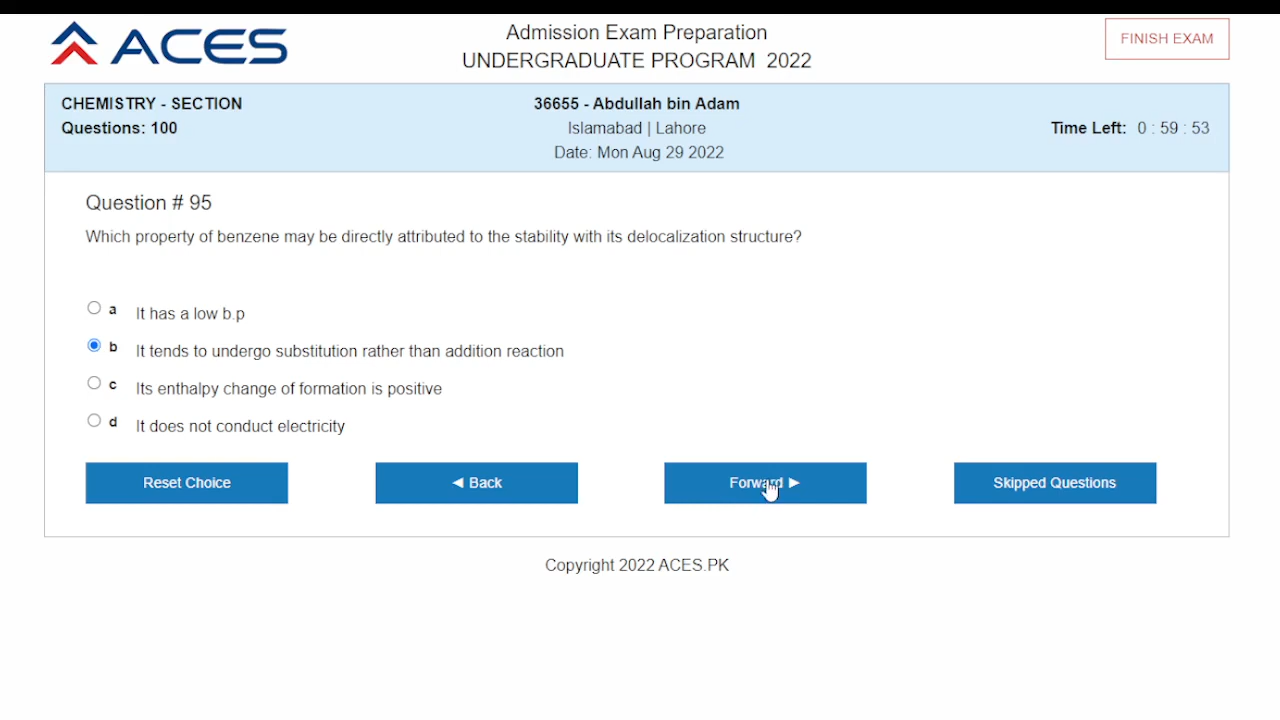 ACES
Admission Exam Preparation
UNDERGRADUATE PROGRAM 2022
FINISH EXAM
CHEMISTRY - SECTION
Questions: 100
36655 - Abdullah bin Adam
Islamabad | Lahore
Date: Mon Aug 29 2022
Time Left: 0 : 59 : 53
Question # 95
Which property of benzene may be directly attributed to the stability with its delocalization structure?
a It has a low b.p
b It tends to undergo substitution rather than addition reaction
c Its enthalpy change of formation is positive
d It does not conduct electricity
Reset Choice
◄ Back
Forward ►
Skipped Questions
Copyright 2022 ACES.PK